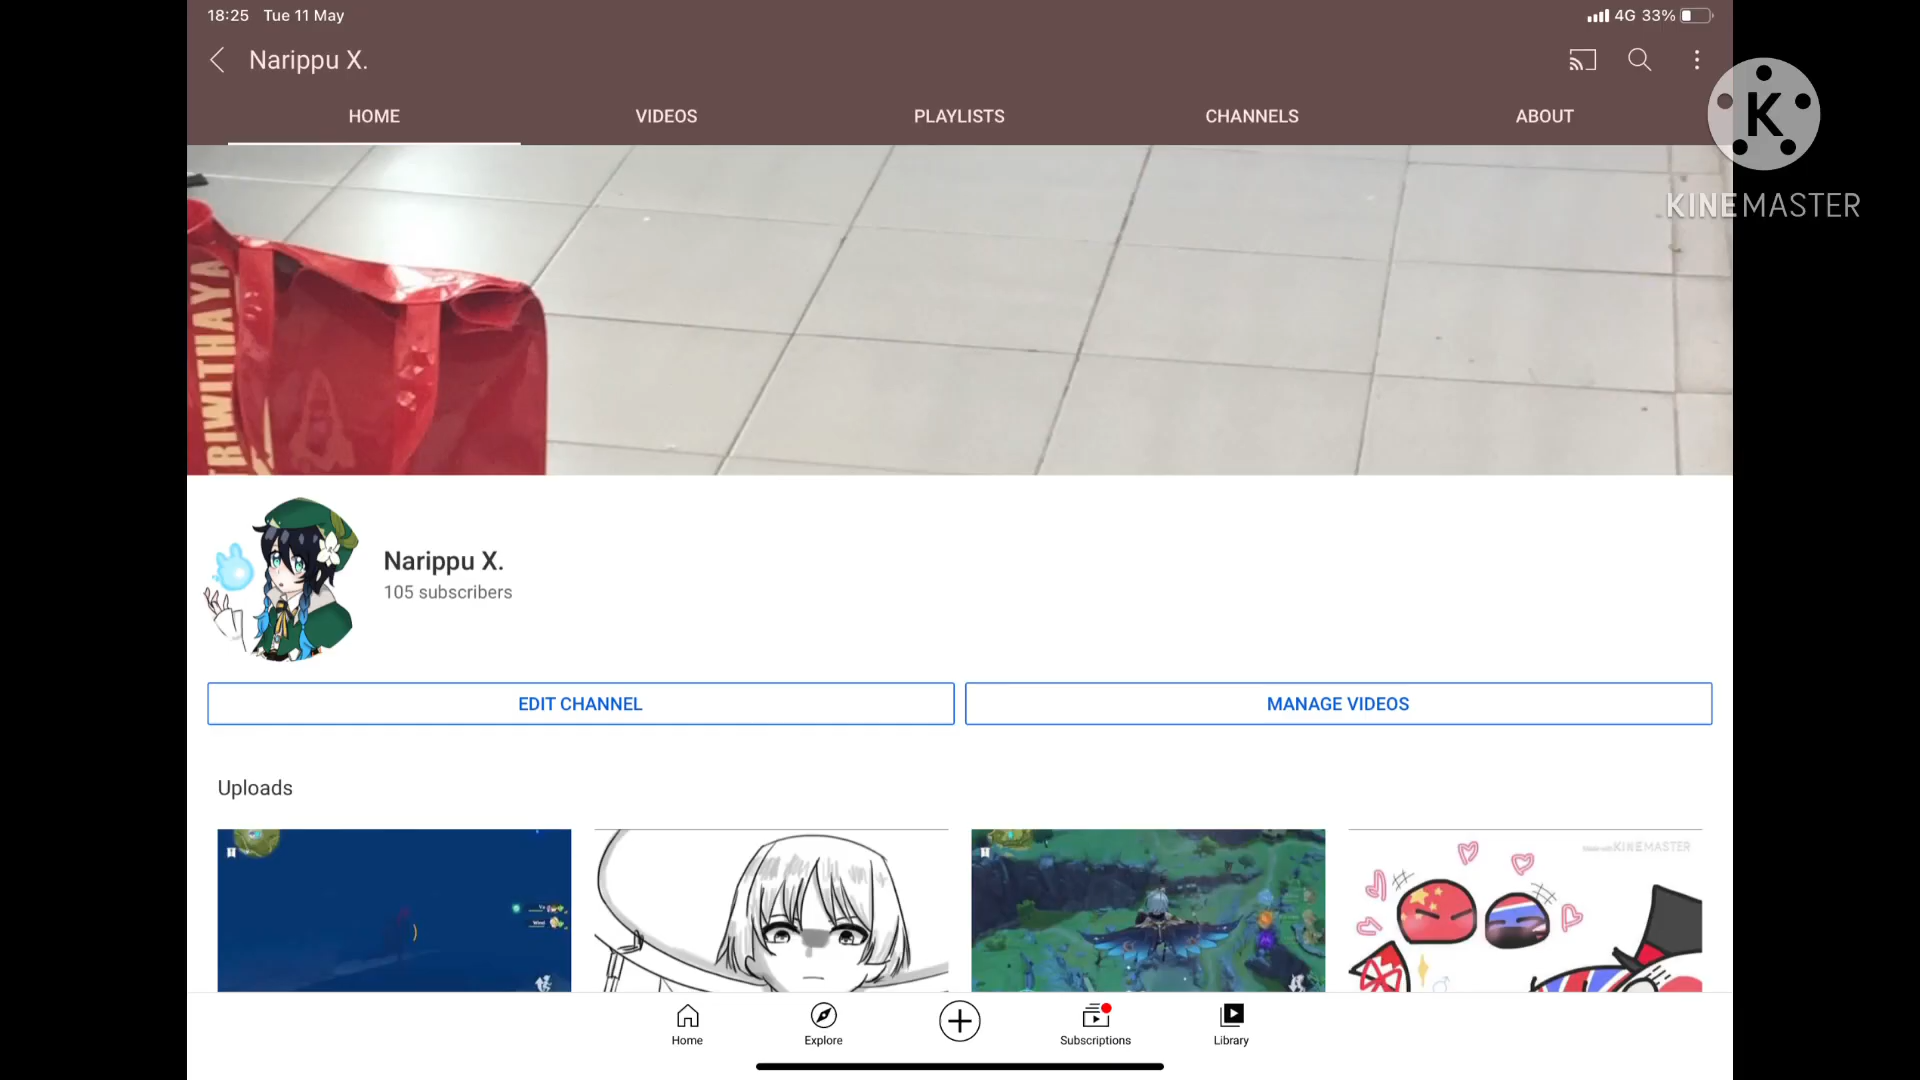 18:25 Tue 11 May
4G 33%
Narippu X.
HOME
VIDEOS
PLAYLISTS
CHANNELS
ABOUT
K
KINEMASTER
TRIWITHAYA
Narippu X.
105 subscribers
EDIT CHANNEL
MANAGE VIDEOS
Uploads
KINEMASTER
Home
Explore
Subscriptions
Library